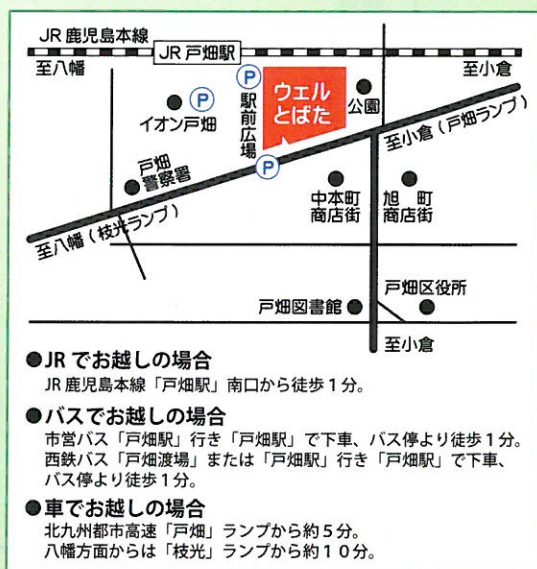 JR鹿児島本線
JR戸畑駅
至八幡
至小倉
P
P
イオン戸畑
駅前広場
ウェル
とばた
公園
至小倉(戸畑ランプ)
戸畑
警察署
P
中本町
商店街
旭町
商店街
至八幡(枝光ランプ)
戸畑図書館
戸畑区役所
至小倉
●JRでお越しの場合
JR鹿児島本線「戸畑駅」南口から徒歩1分。
●バスでお越しの場合
市営バス「戸畑駅」行き「戸畑駅」で下車、バス停より徒歩1分。
西鉄バス「戸畑渡場」または「戸畑駅」行き「戸畑駅」で下車、
バス停より徒歩1分。
●車でお越しの場合
北九州都市高速「戸畑」ランプから約5分。
八幡方面からは「枝光」ランプから約10分。